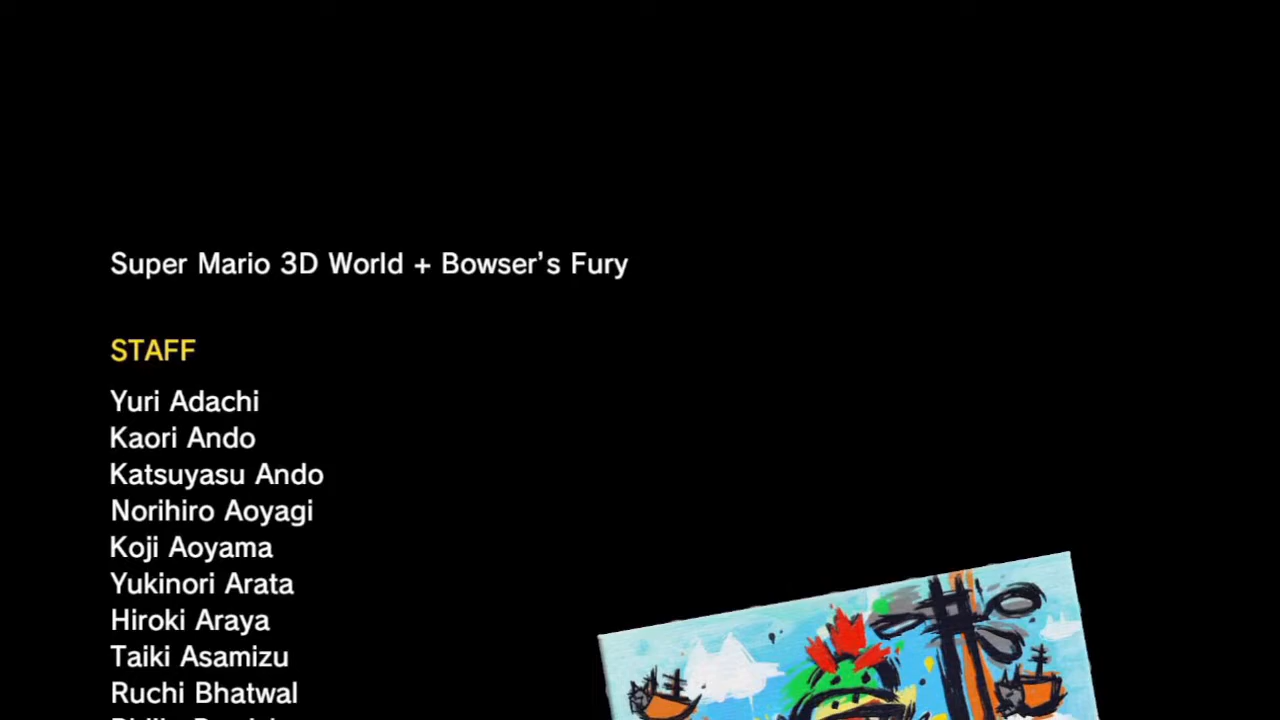 Super Mario 3D World + Bowser's Fury
STAFF
Yuri Adachi
Kaori Ando
Katsuyasu Ando
Norihiro Aoyagi
Koji Aoyama
Yukinori Arata
Hiroki Araya
Taiki Asamizu
Ruchi Bhatwal